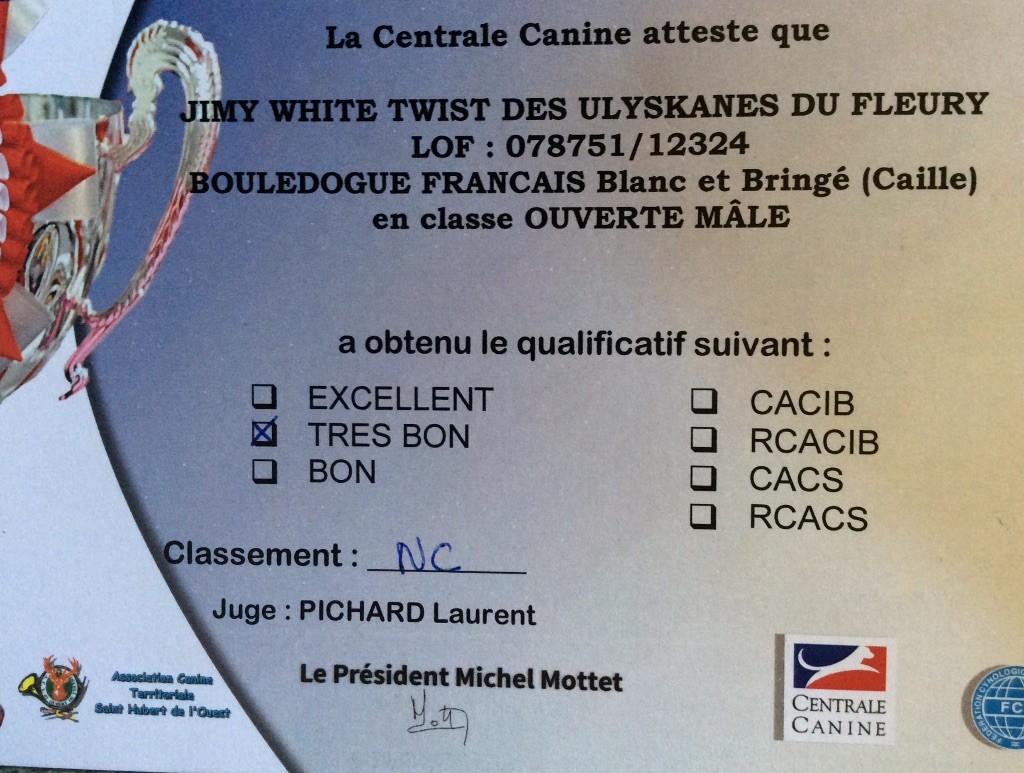 La Centrale Canine atteste que
JIMY WHITE TWIST DES ULYSKANES DU FLEURY
LOF : 078751/12324
BOULEDOGUE FRANCAIS Blanc et Bringé (Caille)
en classe OUVERTE MÂLE
a obtenu le qualificatif suivant :
EXCELLENT
TRES BON
BON
CACIB
RCACIB
CACS
RCACS
Classement : NC
Juge : PICHARD Laurent
Le Président Michel Mottet
Association Canine
Territoriale
Saint Hubert de l'Ouest
CENTRALE
CANINE